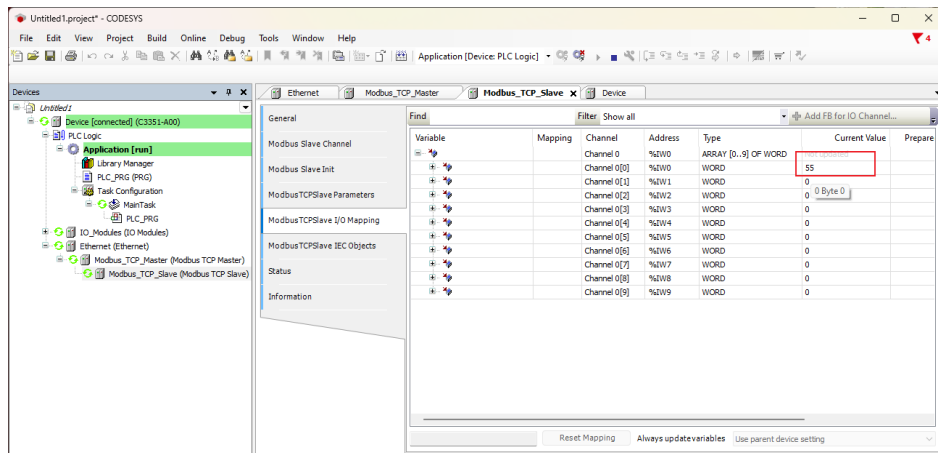 Untitled1.project* - CODESYS
File Edit View Project Build Online Debug Tools Window Help
4
Application [Device: PLC Logic]
Devices
Untitled1
Device [connected] (C3351-A00)
PLC Logic
Application [run]
Library Manager
PLC_PRG (PRG)
Task Configuration
MainTask
PLC_PRG
IO_Modules (IO Modules)
Ethernet (Ethernet)
Modbus_TCP_Master (Modbus TCP Master)
Modbus_TCP_Slave (Modbus TCP Slave)
Ethernet Modbus_TCP_Master Modbus_TCP_Slave Device
General
Modbus Slave Channel
Modbus Slave Init
ModbusTCPSlave Parameters
ModbusTCPSlave I/O Mapping
ModbusTCPSlave IEC Objects
Status
Information
Find Filter Show all Add FB for IO Channel...
Variable Mapping Channel Address Type Current Value Prepare
Channel 0 %IW0 ARRAY [0..9] OF WORD Not updated
Channel 0[0] %IW0 WORD 55
Channel 0[1] %IW1 WORD 0
Channel 0[2] %IW2 WORD 0
0 Byte 0
Channel 0[3] %IW3 WORD 0
Channel 0[4] %IW4 WORD 0
Channel 0[5] %IW5 WORD 0
Channel 0[6] %IW6 WORD 0
Channel 0[7] %IW7 WORD 0
Channel 0[8] %IW8 WORD 0
Channel 0[9] %IW9 WORD 0
Reset Mapping Always update variables Use parent device setting